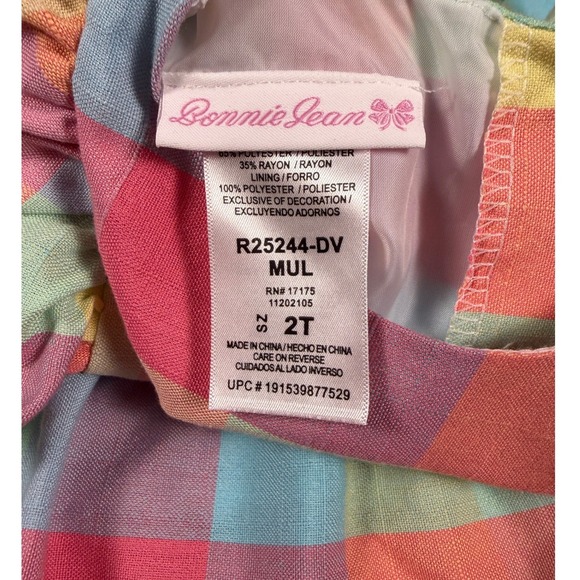 Bonnie Jean
65% POLYESTER / POLIESTER
35% RAYON / RAYON
LINING / FORRO
100% POLYESTER / POLIESTER
EXCLUSIVE OF DECORATION /
EXCLUYENDO ADORNOS
R25244-DV
MUL
RN# 17175
11202105
SZ 2T
MADE IN CHINA / HECHO EN CHINA
CARE ON REVERSE
CUIDADOS AL LADO INVERSO
UPC # 191539877529